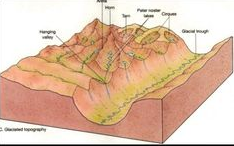 Arete
Horn
Tarn
Pater noster
lakes
Cirques
Hanging
valley
Glacial trough
C. Glaciated topography